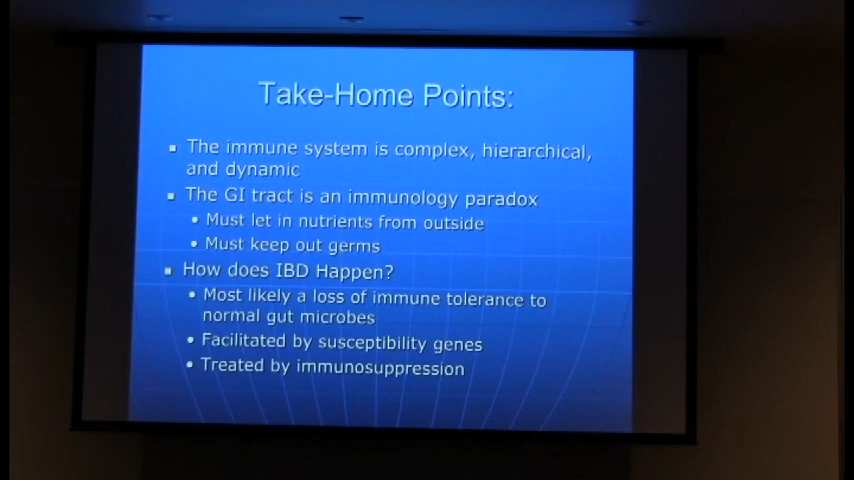 Take-Home Points:
▪ The immune system is complex, hierarchical,
and dynamic
▪ The GI tract is an immunology paradox
• Must let in nutrients from outside
• Must keep out germs
▪ How does IBD Happen?
• Most likely a loss of immune tolerance to
normal gut microbes
• Facilitated by susceptibility genes
• Treated by immunosuppression